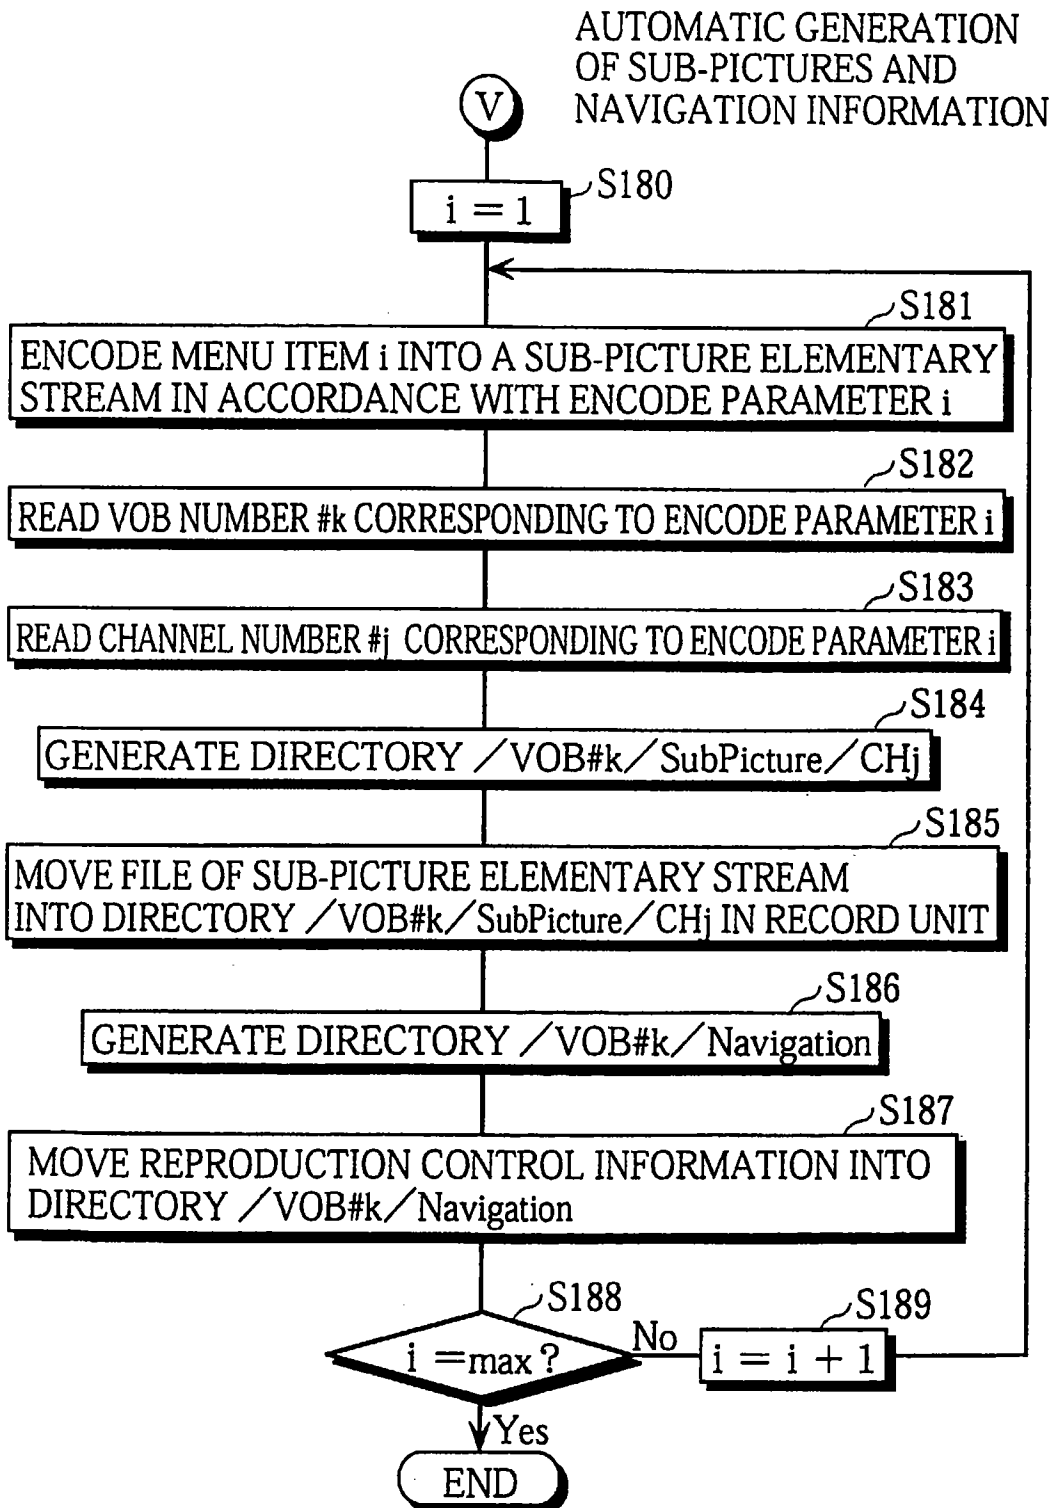 AUTOMATIC GENERATION
OF SUB-PICTURES AND
NAVIGATION INFORMATION
V
S180
i = 1
S181
ENCODE MENU ITEM i INTO A SUB-PICTURE ELEMENTARY
STREAM IN ACCORDANCE WITH ENCODE PARAMETER i
S182
READ VOB NUMBER #k CORRESPONDING TO ENCODE PARAMETER i
S183
READ CHANNEL NUMBER #j CORRESPONDING TO ENCODE PARAMETER i
S184
GENERATE DIRECTORY /VOB#k/SubPicture/CHj
S185
MOVE FILE OF SUB-PICTURE ELEMENTARY STREAM
INTO DIRECTORY /VOB#k/SubPicture/CHj IN RECORD UNIT
S186
GENERATE DIRECTORY /VOB#k/Navigation
S187
MOVE REPRODUCTION CONTROL INFORMATION INTO
DIRECTORY /VOB#k/Navigation
S188
i =max?
No
S189
i = i + 1
Yes
END